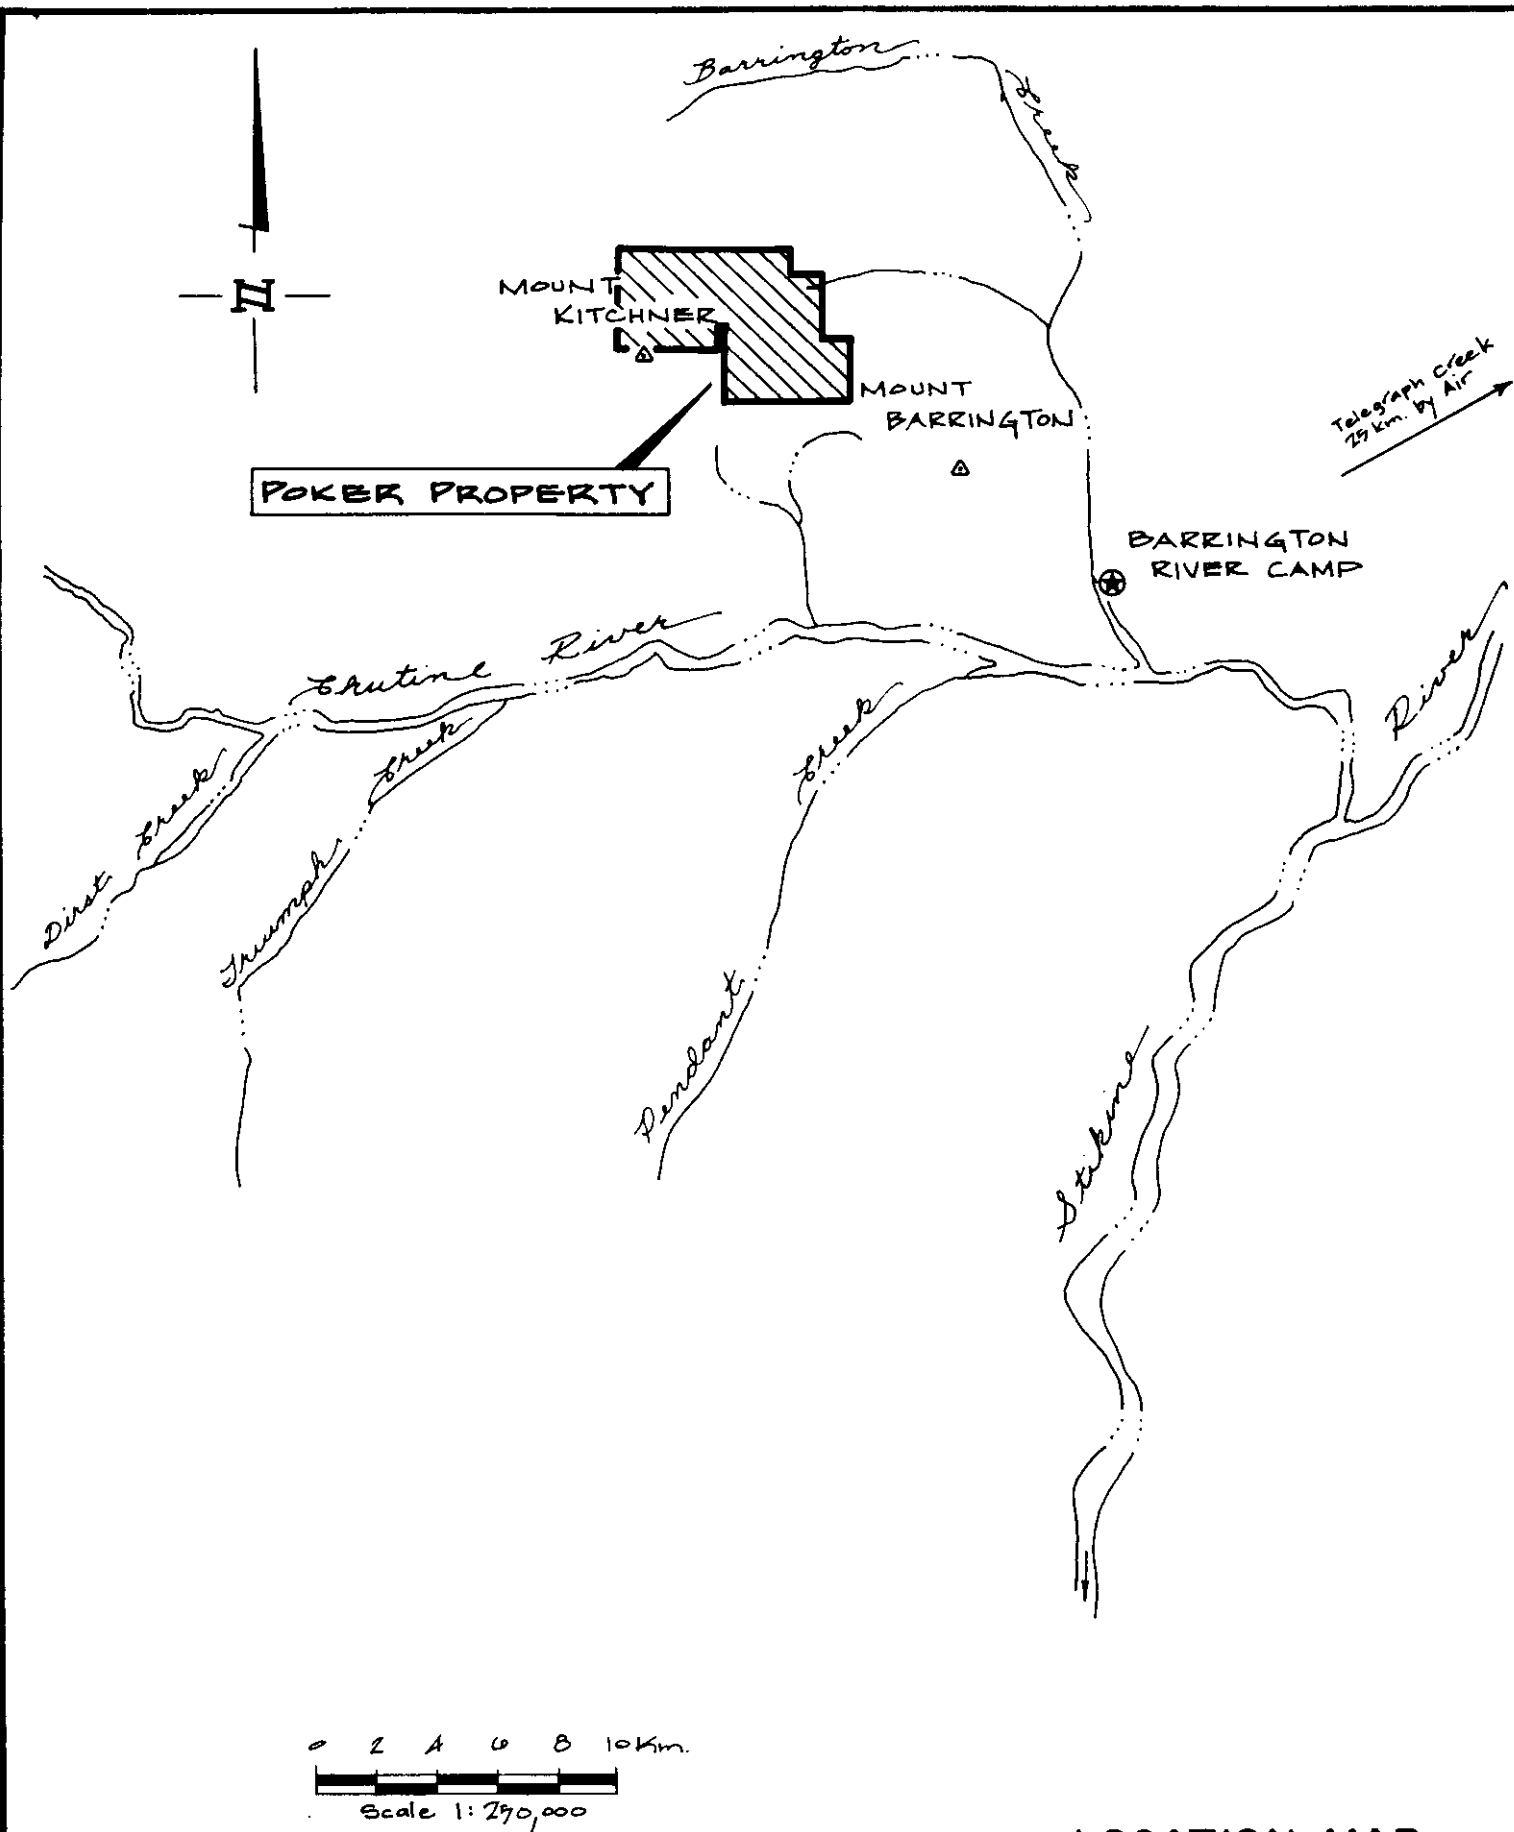 Barrington
Creek
N
MOUNT
KITCHNER
MOUNT
BARRINGTON
Telegraph Creek
25 km. by Air
POKER PROPERTY
BARRINGTON
RIVER CAMP
Chutine River
River
Creek
Creek
Creek
Dirst
Triumph
Pendant
Stikine
0 2 4 6 8 10 Km.
Scale 1:250,000
LOCATION MAP